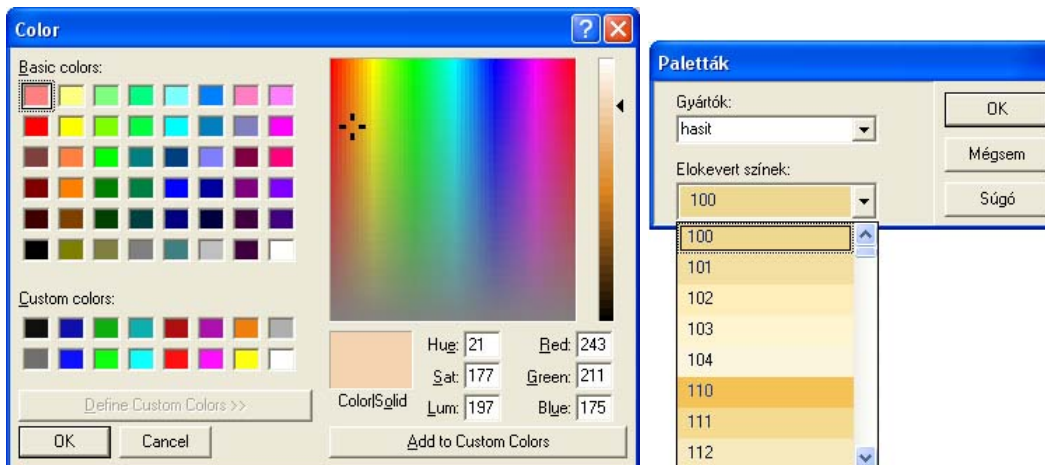 Color
Basic colors:
Custom colors:
Define Custom Colors >>
OK Cancel
Color|Solid
Hue: 21 Red: 243
Sat: 177 Green: 211
Lum: 197 Blue: 175
Add to Custom Colors
Paletták
Gyártók:
hasit
Elokevert színek:
100
100
101
102
103
104
110
111
112
OK
Mégsem
Súgó